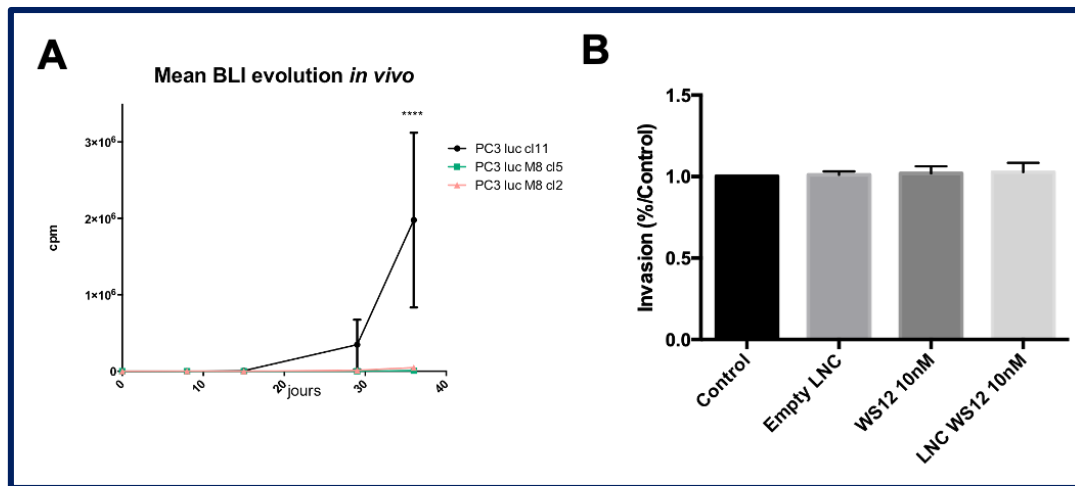 A
Mean BLI evolution in vivo
****
3×10⁶
2×10⁶
1×10⁶
0
cpm
0
10
20
30
40
jours
PC3 luc cl11
PC3 luc M8 cl5
PC3 luc M8 cl2
B
1.5
1.0
0.5
0.0
Invasion (%/Control)
Control
Empty LNC
WS12 10nM
LNC WS12 10nM